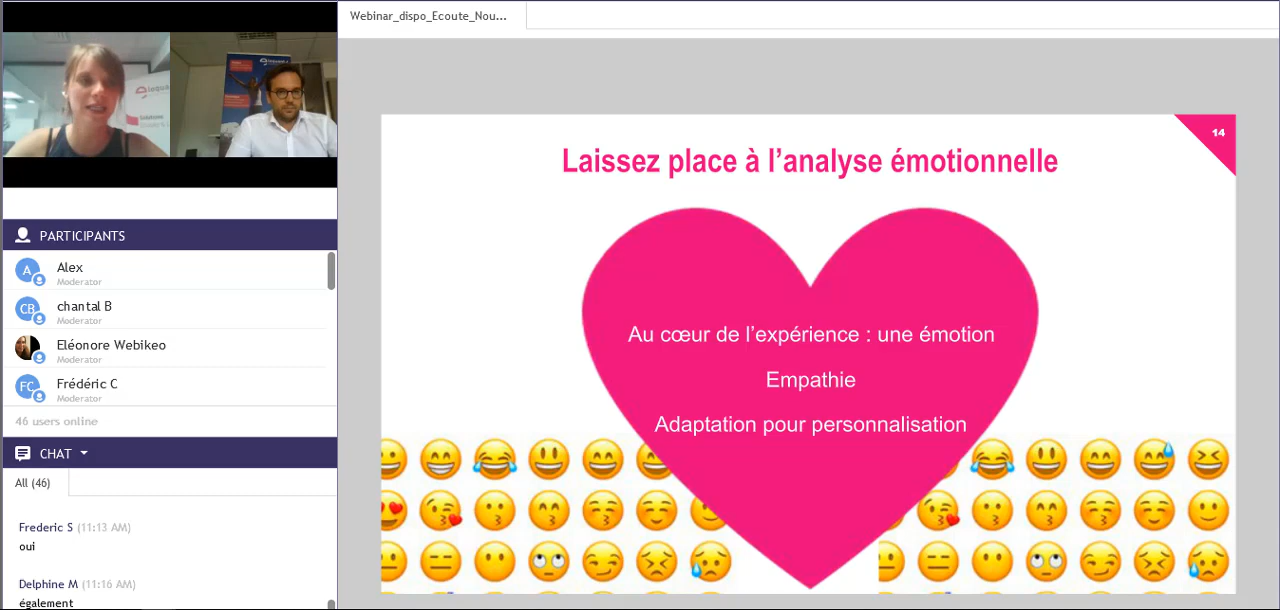 Webinar_dispo_Ecoute_Nou...
PARTICIPANTS
A
Alex
Moderator
CB
chantal B
Moderator
Eléonore Webikeo
Moderator
FC
Frédéric C
Moderator
46 users online
CHAT
All (46)
Frederic S (11:13 AM)
oui
Delphine M (11:16 AM)
également
14
Laissez place à l’analyse émotionnelle
Au cœur de l’expérience : une émotion
Empathie
Adaptation pour personnalisation